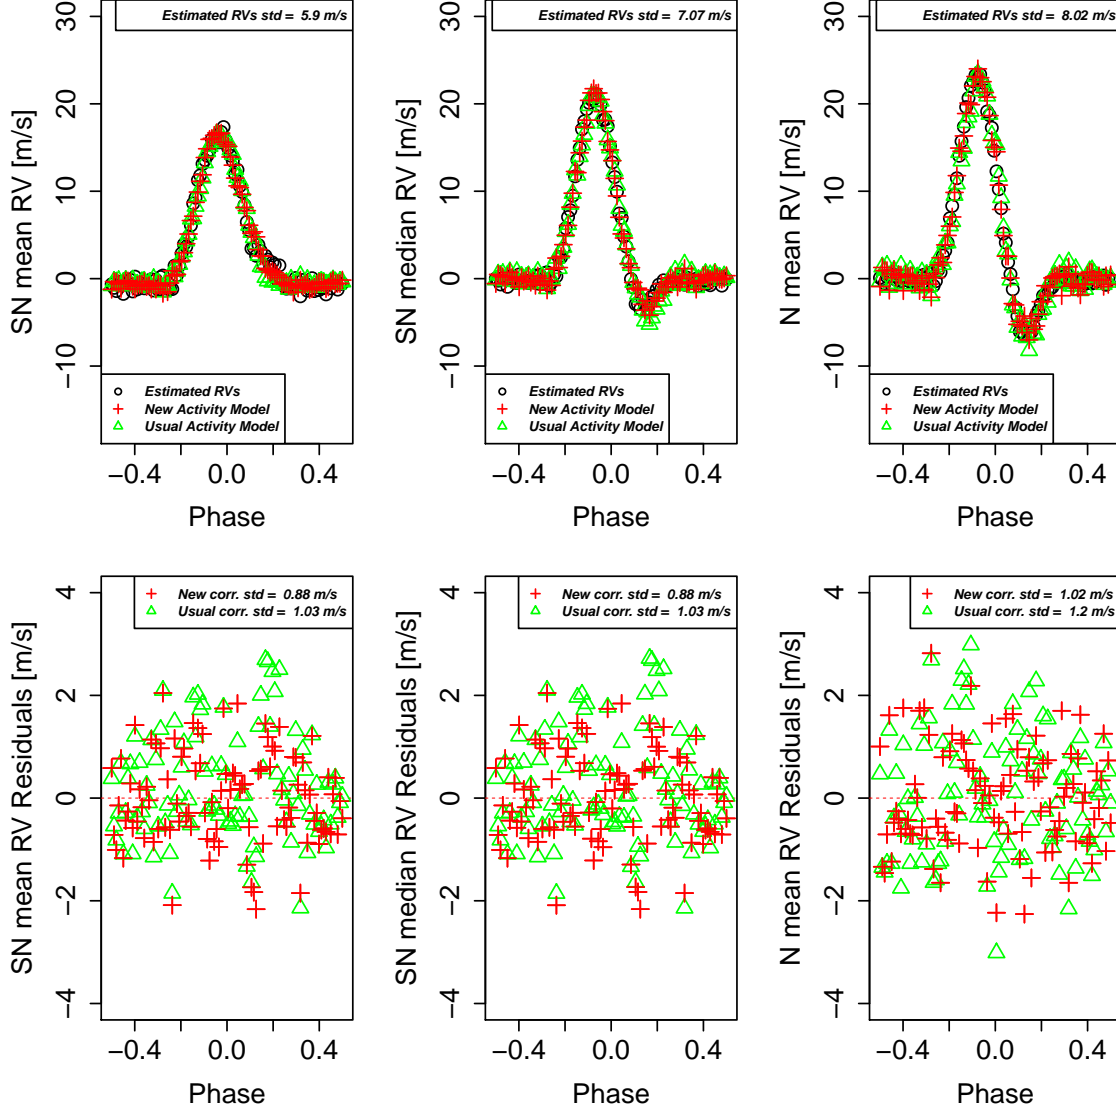 Estimated RVs std = 5.9 m/s
SN mean RV [m/s]
30
20
10
0
−10
Estimated RVs
New Activity Model
Usual Activity Model
−0.4
0.0
0.4
Phase
Estimated RVs std = 7.07 m/s
SN median RV [m/s]
30
20
10
0
−10
Estimated RVs
New Activity Model
Usual Activity Model
−0.4
0.0
0.4
Phase
Estimated RVs std = 8.02 m/s
N mean RV [m/s]
30
20
10
0
−10
Estimated RVs
New Activity Model
Usual Activity Model
−0.4
0.0
0.4
Phase
New corr. std = 0.88 m/s
Usual corr. std = 1.03 m/s
SN mean RV Residuals [m/s]
4
2
0
−2
−4
−0.4
0.0
0.4
Phase
New corr. std = 0.88 m/s
Usual corr. std = 1.03 m/s
SN median RV Residuals [m/s]
4
2
0
−2
−4
−0.4
0.0
0.4
Phase
New corr. std = 1.02 m/s
Usual corr. std = 1.2 m/s
N mean RV Residuals [m/s]
4
2
0
−2
−4
−0.4
0.0
0.4
Phase